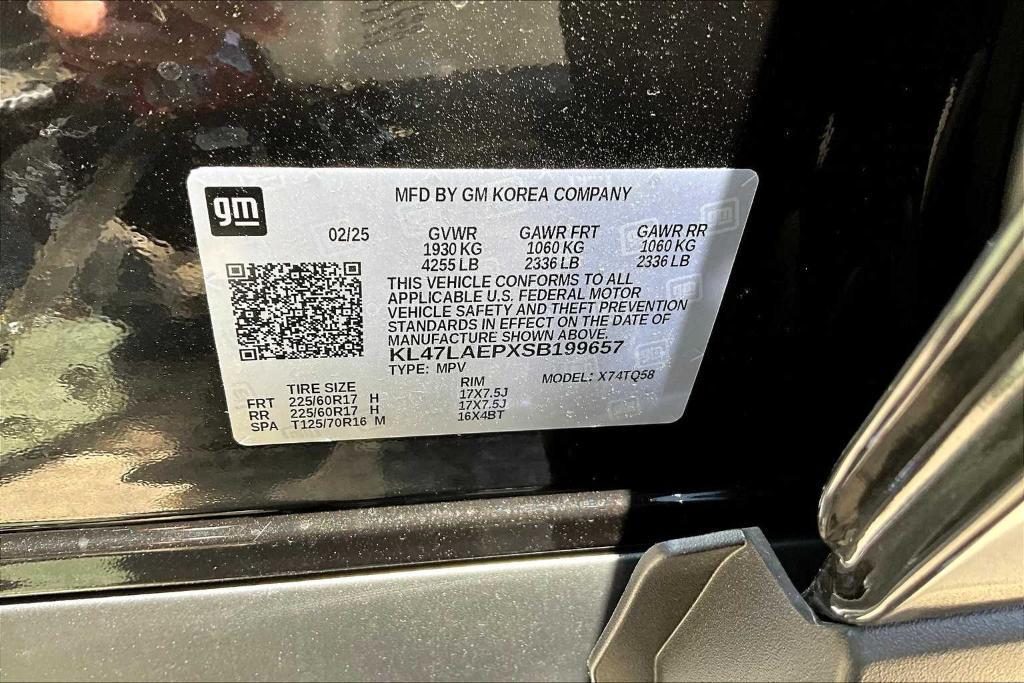 gm
MFD BY GM KOREA COMPANY
02/25 GVWR GAWR FRT GAWR RR
1930 KG 1060 KG 1060 KG
4255 LB 2336 LB 2336 LB
THIS VEHICLE CONFORMS TO ALL
APPLICABLE U.S. FEDERAL MOTOR
VEHICLE SAFETY AND THEFT PREVENTION
STANDARDS IN EFFECT ON THE DATE OF
MANUFACTURE SHOWN ABOVE.
KL47LAEPXSB199657
TYPE: MPV MODEL: X74TQ58
TIRE SIZE RIM
FRT 225/60R17 H 17X7.5J
RR 225/60R17 H 17X7.5J
SPA T125/70R16 M 16X4BT